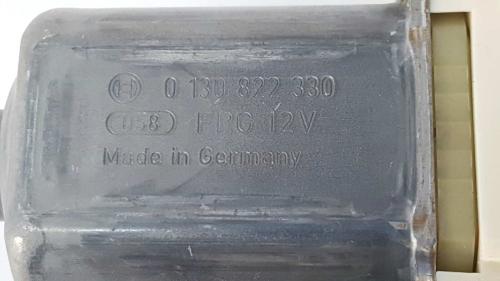 0 130 822 330
058 FPG 12V
Made in Germany